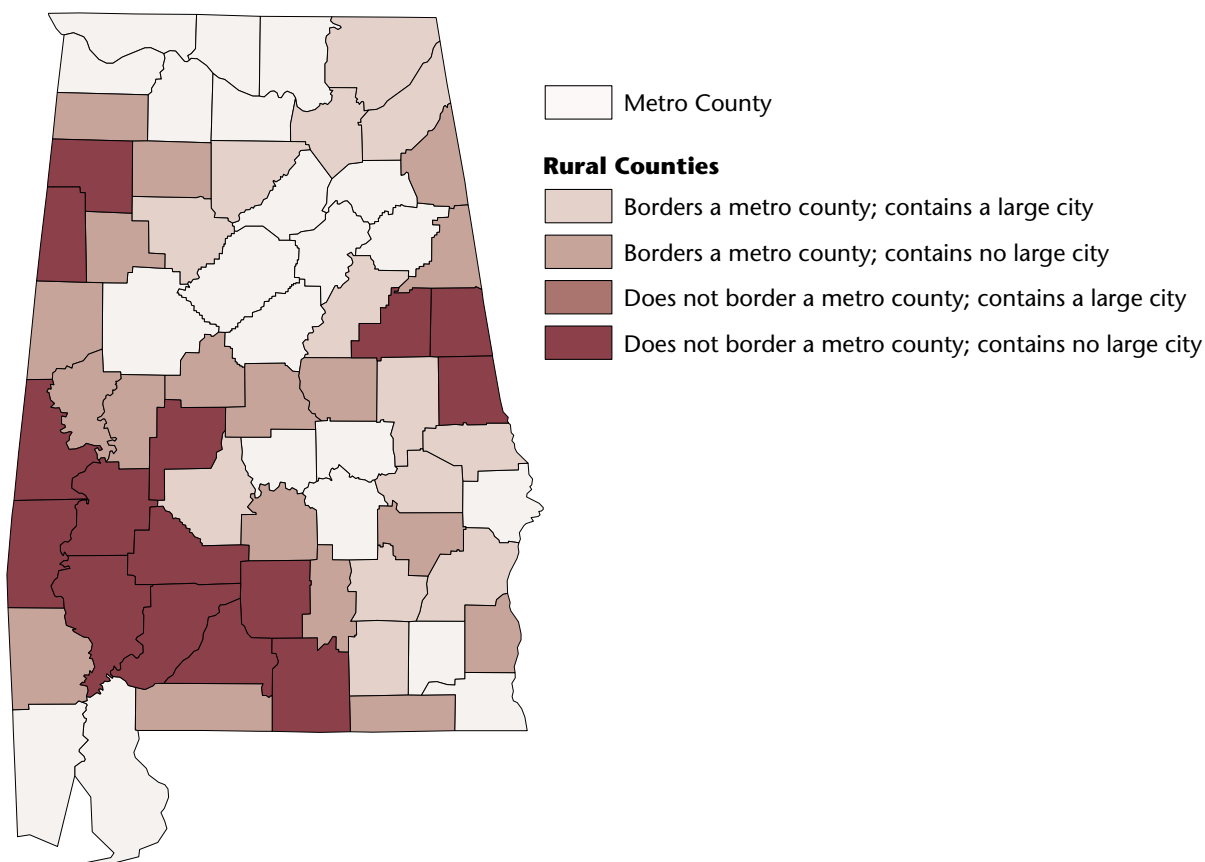 Metro County
Rural Counties
Borders a metro county; contains a large city
Borders a metro county; contains no large city
Does not border a metro county; contains a large city
Does not border a metro county; contains no large city